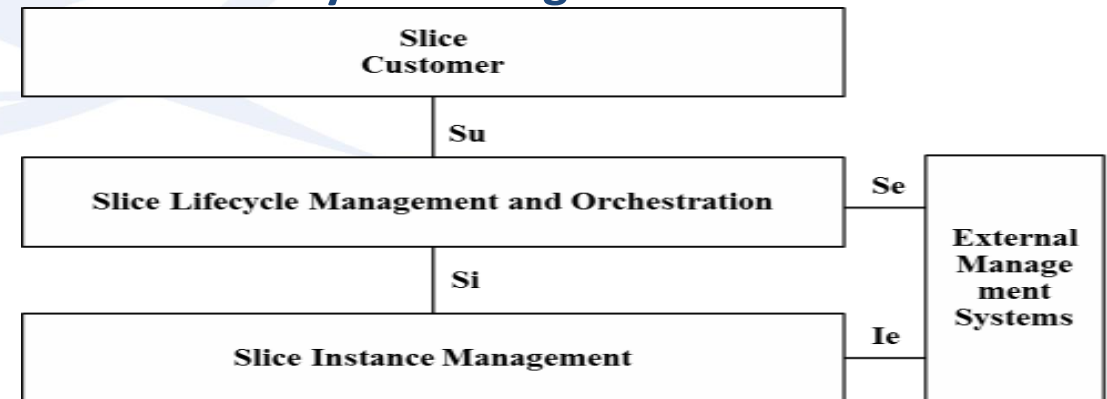 Slice
Customer
Su
Slice Lifecycle Management and Orchestration
Se
External
Manage
ment
Systems
Si
Ie
Slice Instance Management